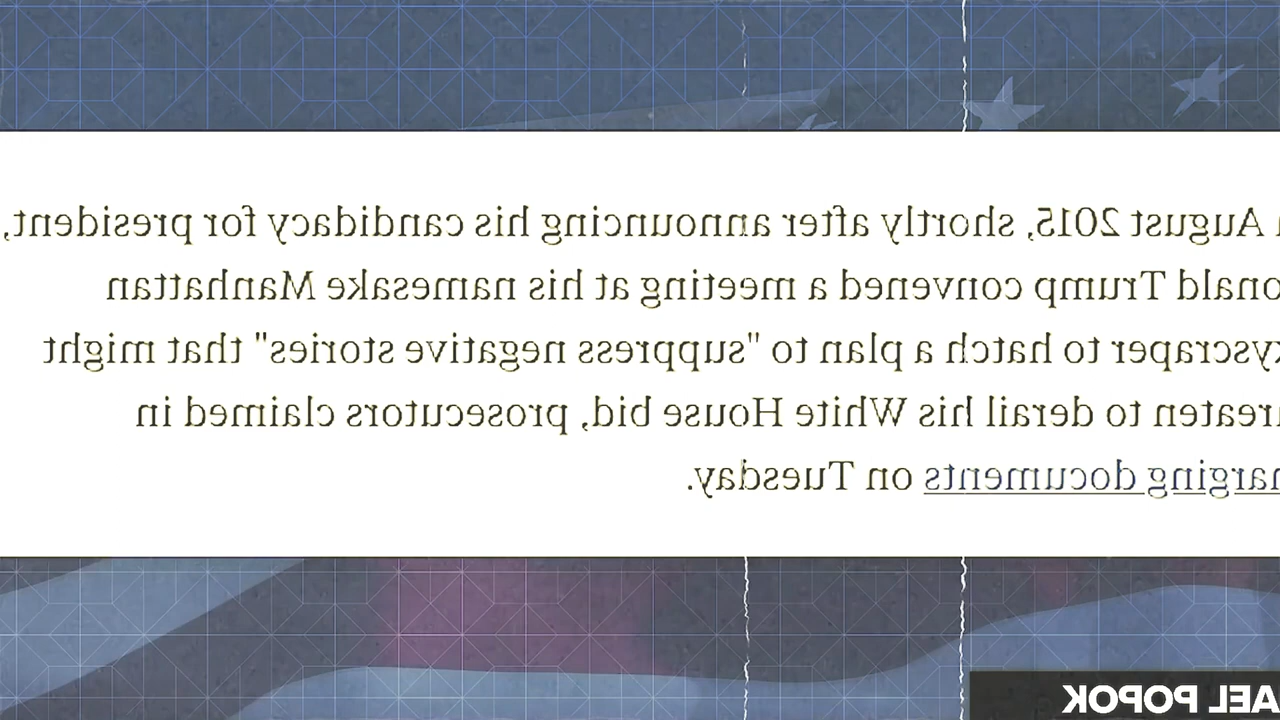 August 2015, shortly after announcing his candidacy for president,
onald Trump convened a meeting at his namesake Manhattan
yscraper to hatch a plan to "suppress negative stories" that might
reaten to derail his White House bid, prosecutors claimed in
arging documents on Tuesday.
AEL POPOK